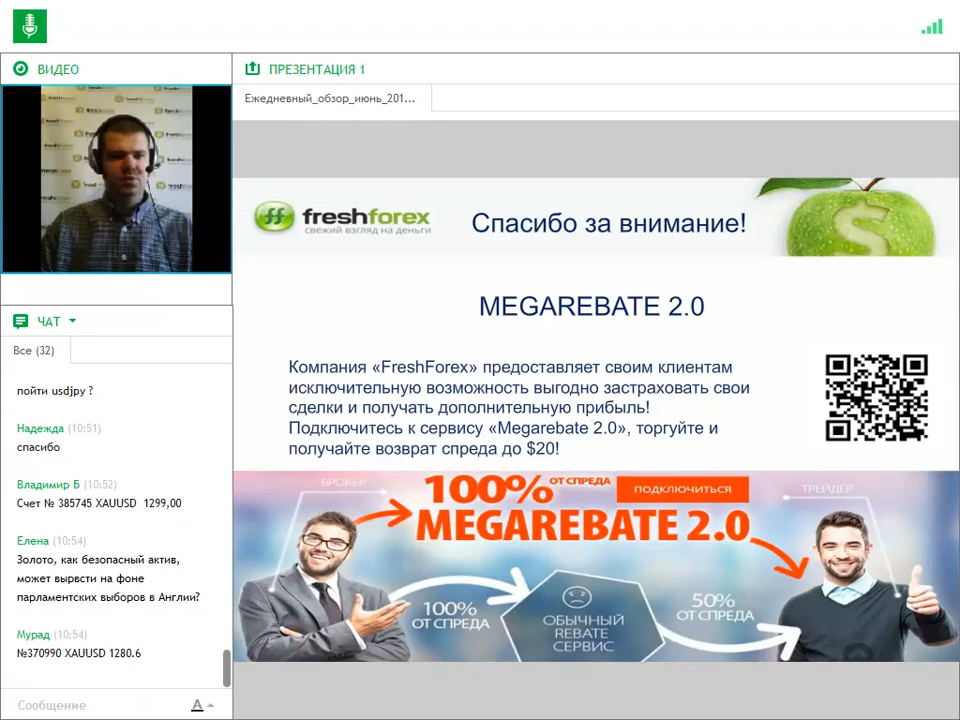 ВИДЕО
ПРЕЗЕНТАЦИЯ 1
Ежедневный_обзор_июнь_201...
freshforex
свежий взгляд на деньги
Спасибо за внимание!
MEGAREBATE 2.0
Компания «FreshForex» предоставляет своим клиентам
исключительную возможность выгодно застраховать свои
сделки и получать дополнительную прибыль!
Подключитесь к сервису «Megarebate 2.0», торгуйте и
получайте возврат спреда до $20!
БРОКЕР
100% ОТ СПРЕДА
ПОДКЛЮЧИТЬСЯ
ТРЕЙДЕР
MEGAREBATE 2.0
100%
ОТ СПРЕДА
ОБЫЧНЫЙ
REBATE
СЕРВИС
50%
ОТ СПРЕДА
ЧАТ
Все (32)
пойти usdjpy ?
Надежда (10:51)
спасибо
Владимир Б (10:52)
Счет № 385745 XAUUSD 1299,00
Елена (10:54)
Золото, как безопасный актив,
может вырвсти на фоне
парламентских выборов в Англии?
Мурад (10:54)
№370990 XAUUSD 1280.6
Сообщение
A